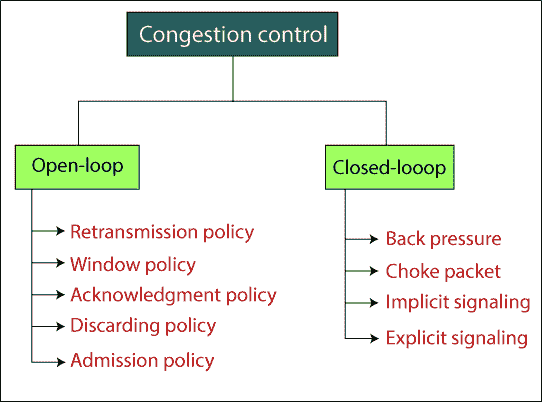 Congestion control
Open-loop
Closed-looop
Retransmission policy
Window policy
Acknowledgment policy
Discarding policy
Admission policy
Back pressure
Choke packet
Implicit signaling
Explicit signaling